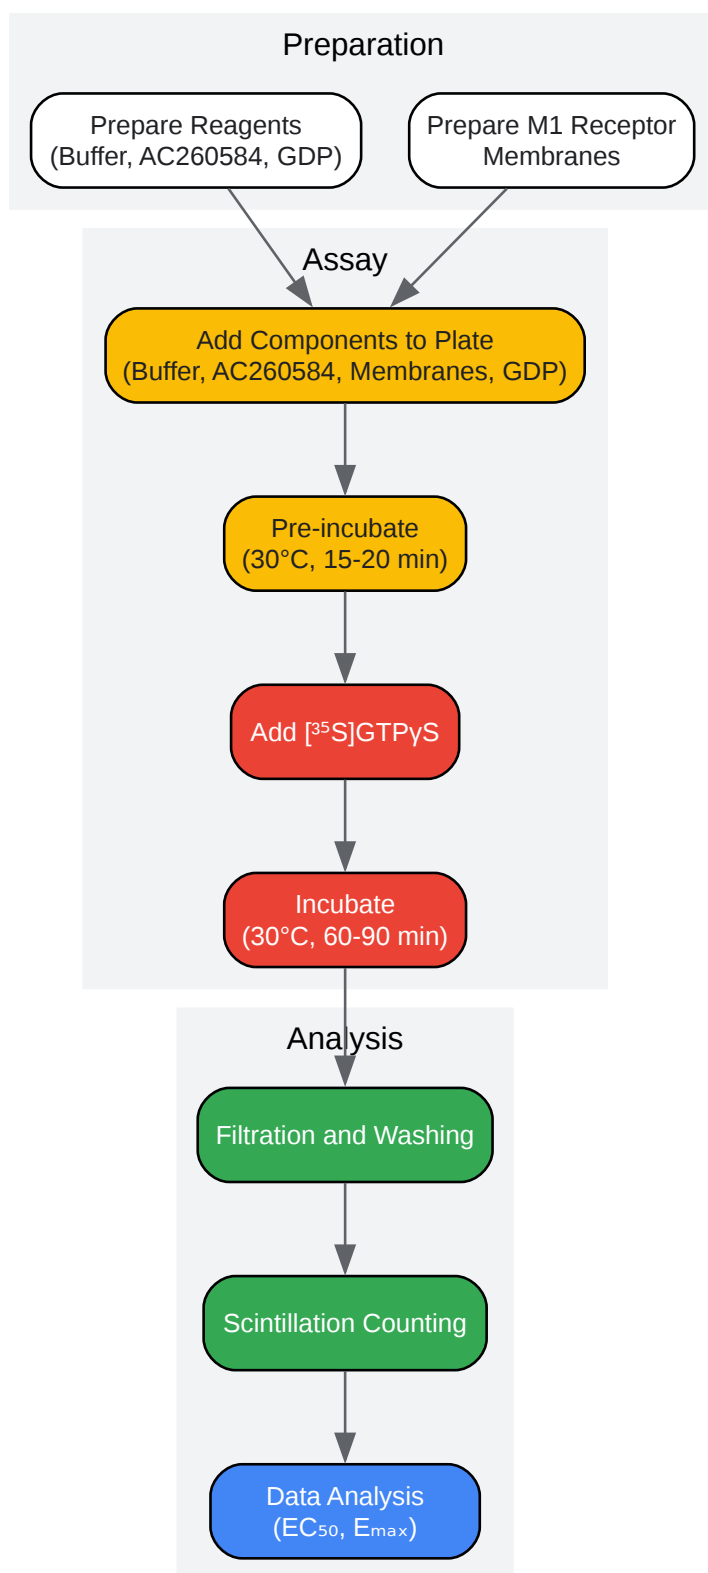 Preparation
Prepare Reagents
(Buffer, AC260584, GDP)
Prepare M1 Receptor
Membranes
Assay
Add Components to Plate
(Buffer, AC260584, Membranes, GDP)
Pre-incubate
(30°C, 15-20 min)
Add [³⁵S]GTPγS
Incubate
(30°C, 60-90 min)
Analysis
Filtration and Washing
Scintillation Counting
Data Analysis
(EC₅₀, Eₘₐₓ)